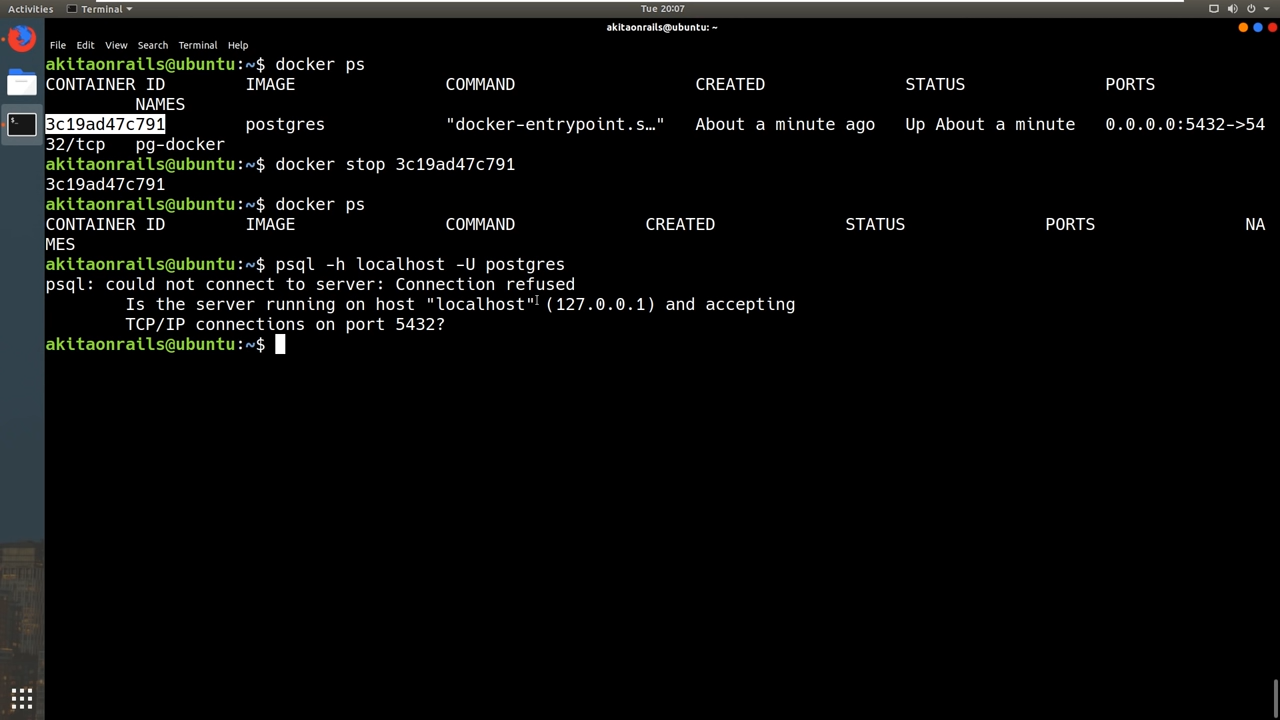 Activities Terminal Tue 20:07
akitaonrails@ubuntu: ~
File Edit View Search Terminal Help
akitaonrails@ubuntu:~$ docker ps
CONTAINER ID IMAGE COMMAND CREATED STATUS PORTS
NAMES
3c19ad47c791 postgres "docker-entrypoint.s…" About a minute ago Up About a minute 0.0.0.0:5432->54
32/tcp pg-docker
akitaonrails@ubuntu:~$ docker stop 3c19ad47c791
3c19ad47c791
akitaonrails@ubuntu:~$ docker ps
CONTAINER ID IMAGE COMMAND CREATED STATUS PORTS NA
MES
akitaonrails@ubuntu:~$ psql -h localhost -U postgres
psql: could not connect to server: Connection refused
Is the server running on host "localhost" (127.0.0.1) and accepting
TCP/IP connections on port 5432?
akitaonrails@ubuntu:~$